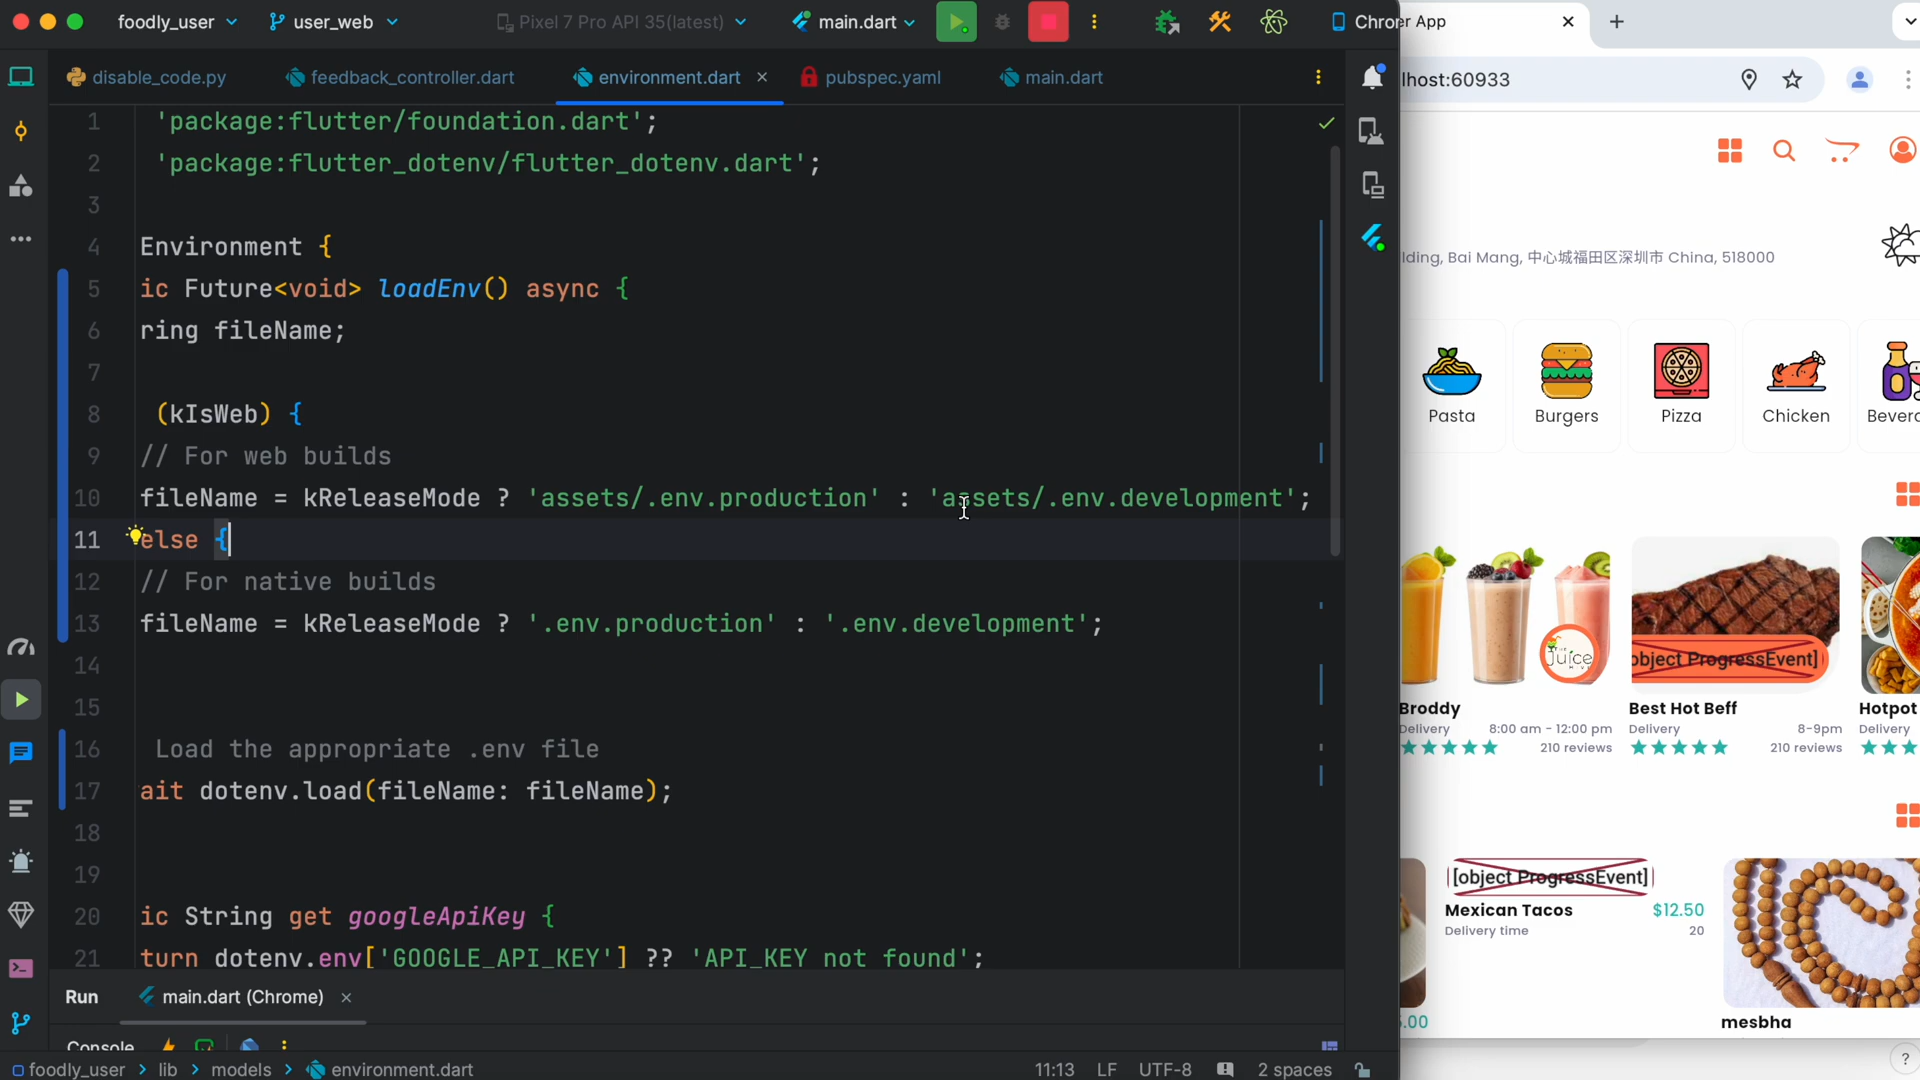 foodly_user
user_web
Pixel 7 Pro API 35(latest)
main.dart
Chro
disable_code.py
feedback_controller.dart
environment.dart
pubspec.yaml
main.dart
1 'package:flutter/foundation.dart';
2 'package:flutter_dotenv/flutter_dotenv.dart';
3
4 Environment {
5 ic Future<void> loadEnv() async {
6 ring fileName;
7
8 (kIsWeb) {
9 // For web builds
10 fileName = kReleaseMode ? 'assets/.env.production' : 'assets/.env.development';
11 else {
12 // For native builds
13 fileName = kReleaseMode ? '.env.production' : '.env.development';
14
15
16 Load the appropriate .env file
17 ait dotenv.load(fileName: fileName);
18
19
20 ic String get googleApiKey {
21 turn dotenv.env['GOOGLE_API_KEY'] ?? 'API_KEY not found';
Run
main.dart (Chrome)
Console
foodly_user
lib
models
environment.dart
11:13
LF
UTF-8
2 spaces
er App
lhost:60933
lding, Bai Mang, 中心城福田区深圳市 China, 518000
Pasta
Burgers
Pizza
Chicken
Bever
Juice
object ProgressEvent]
Broddy
Delivery
8:00 am - 12:00 pm
210 reviews
Best Hot Beff
Delivery
8-9pm
210 reviews
Hotpot
Delivery
[object ProgressEvent]
Mexican Tacos
$12.50
Delivery time
20
.00
mesbha
?